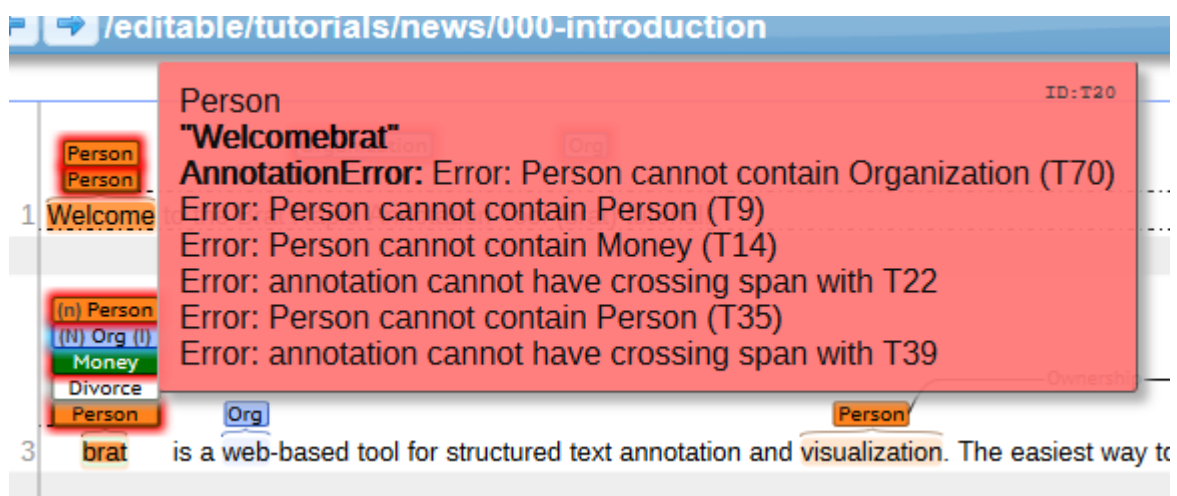 /editable/tutorials/news/000-introduction
Person
ID:T20
"Welcomebrat"
AnnotationError: Error: Person cannot contain Organization (T70)
Error: Person cannot contain Person (T9)
Error: Person cannot contain Money (T14)
Error: annotation cannot have crossing span with T22
Error: Person cannot contain Person (T35)
Error: annotation cannot have crossing span with T39
Person
Person
Org
1 Welcome
(n) Person
(N) Org (I)
Money
Divorce
Ownership
Person
Org
Person
3 brat is a web-based tool for structured text annotation and visualization. The easiest way to